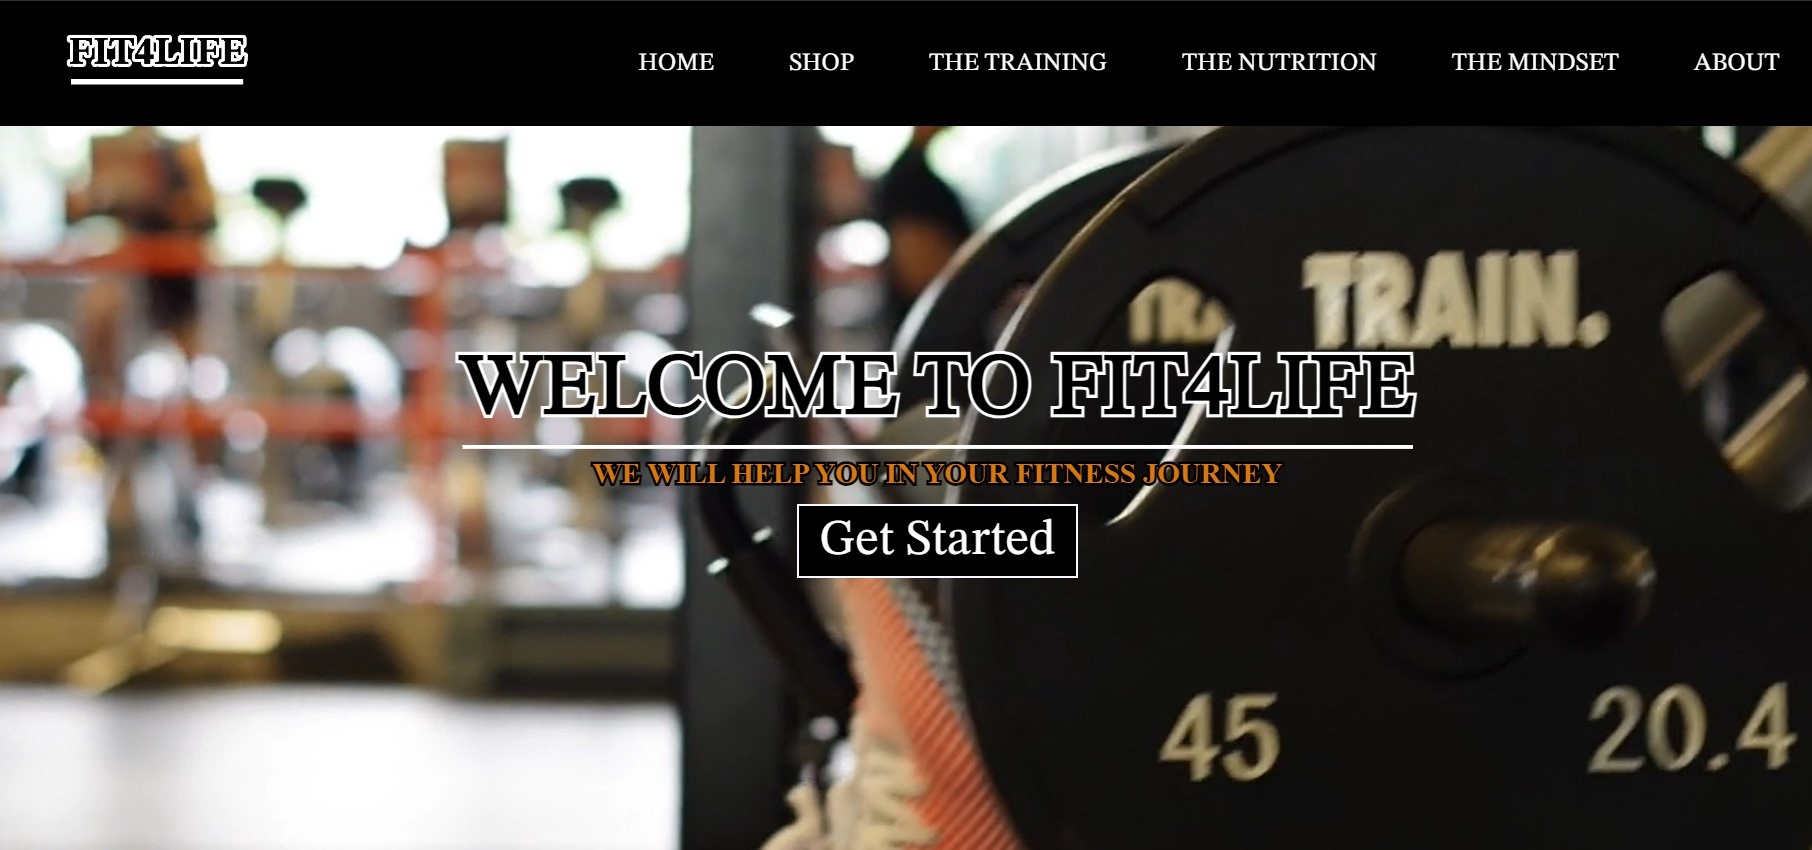 FIT4LIFE
HOME SHOP THE TRAINING THE NUTRITION THE MINDSET ABOUT
TRAIN.
WELCOME TO FIT4LIFE
WE WILL HELP YOU IN YOUR FITNESS JOURNEY
Get Started
45 20.4